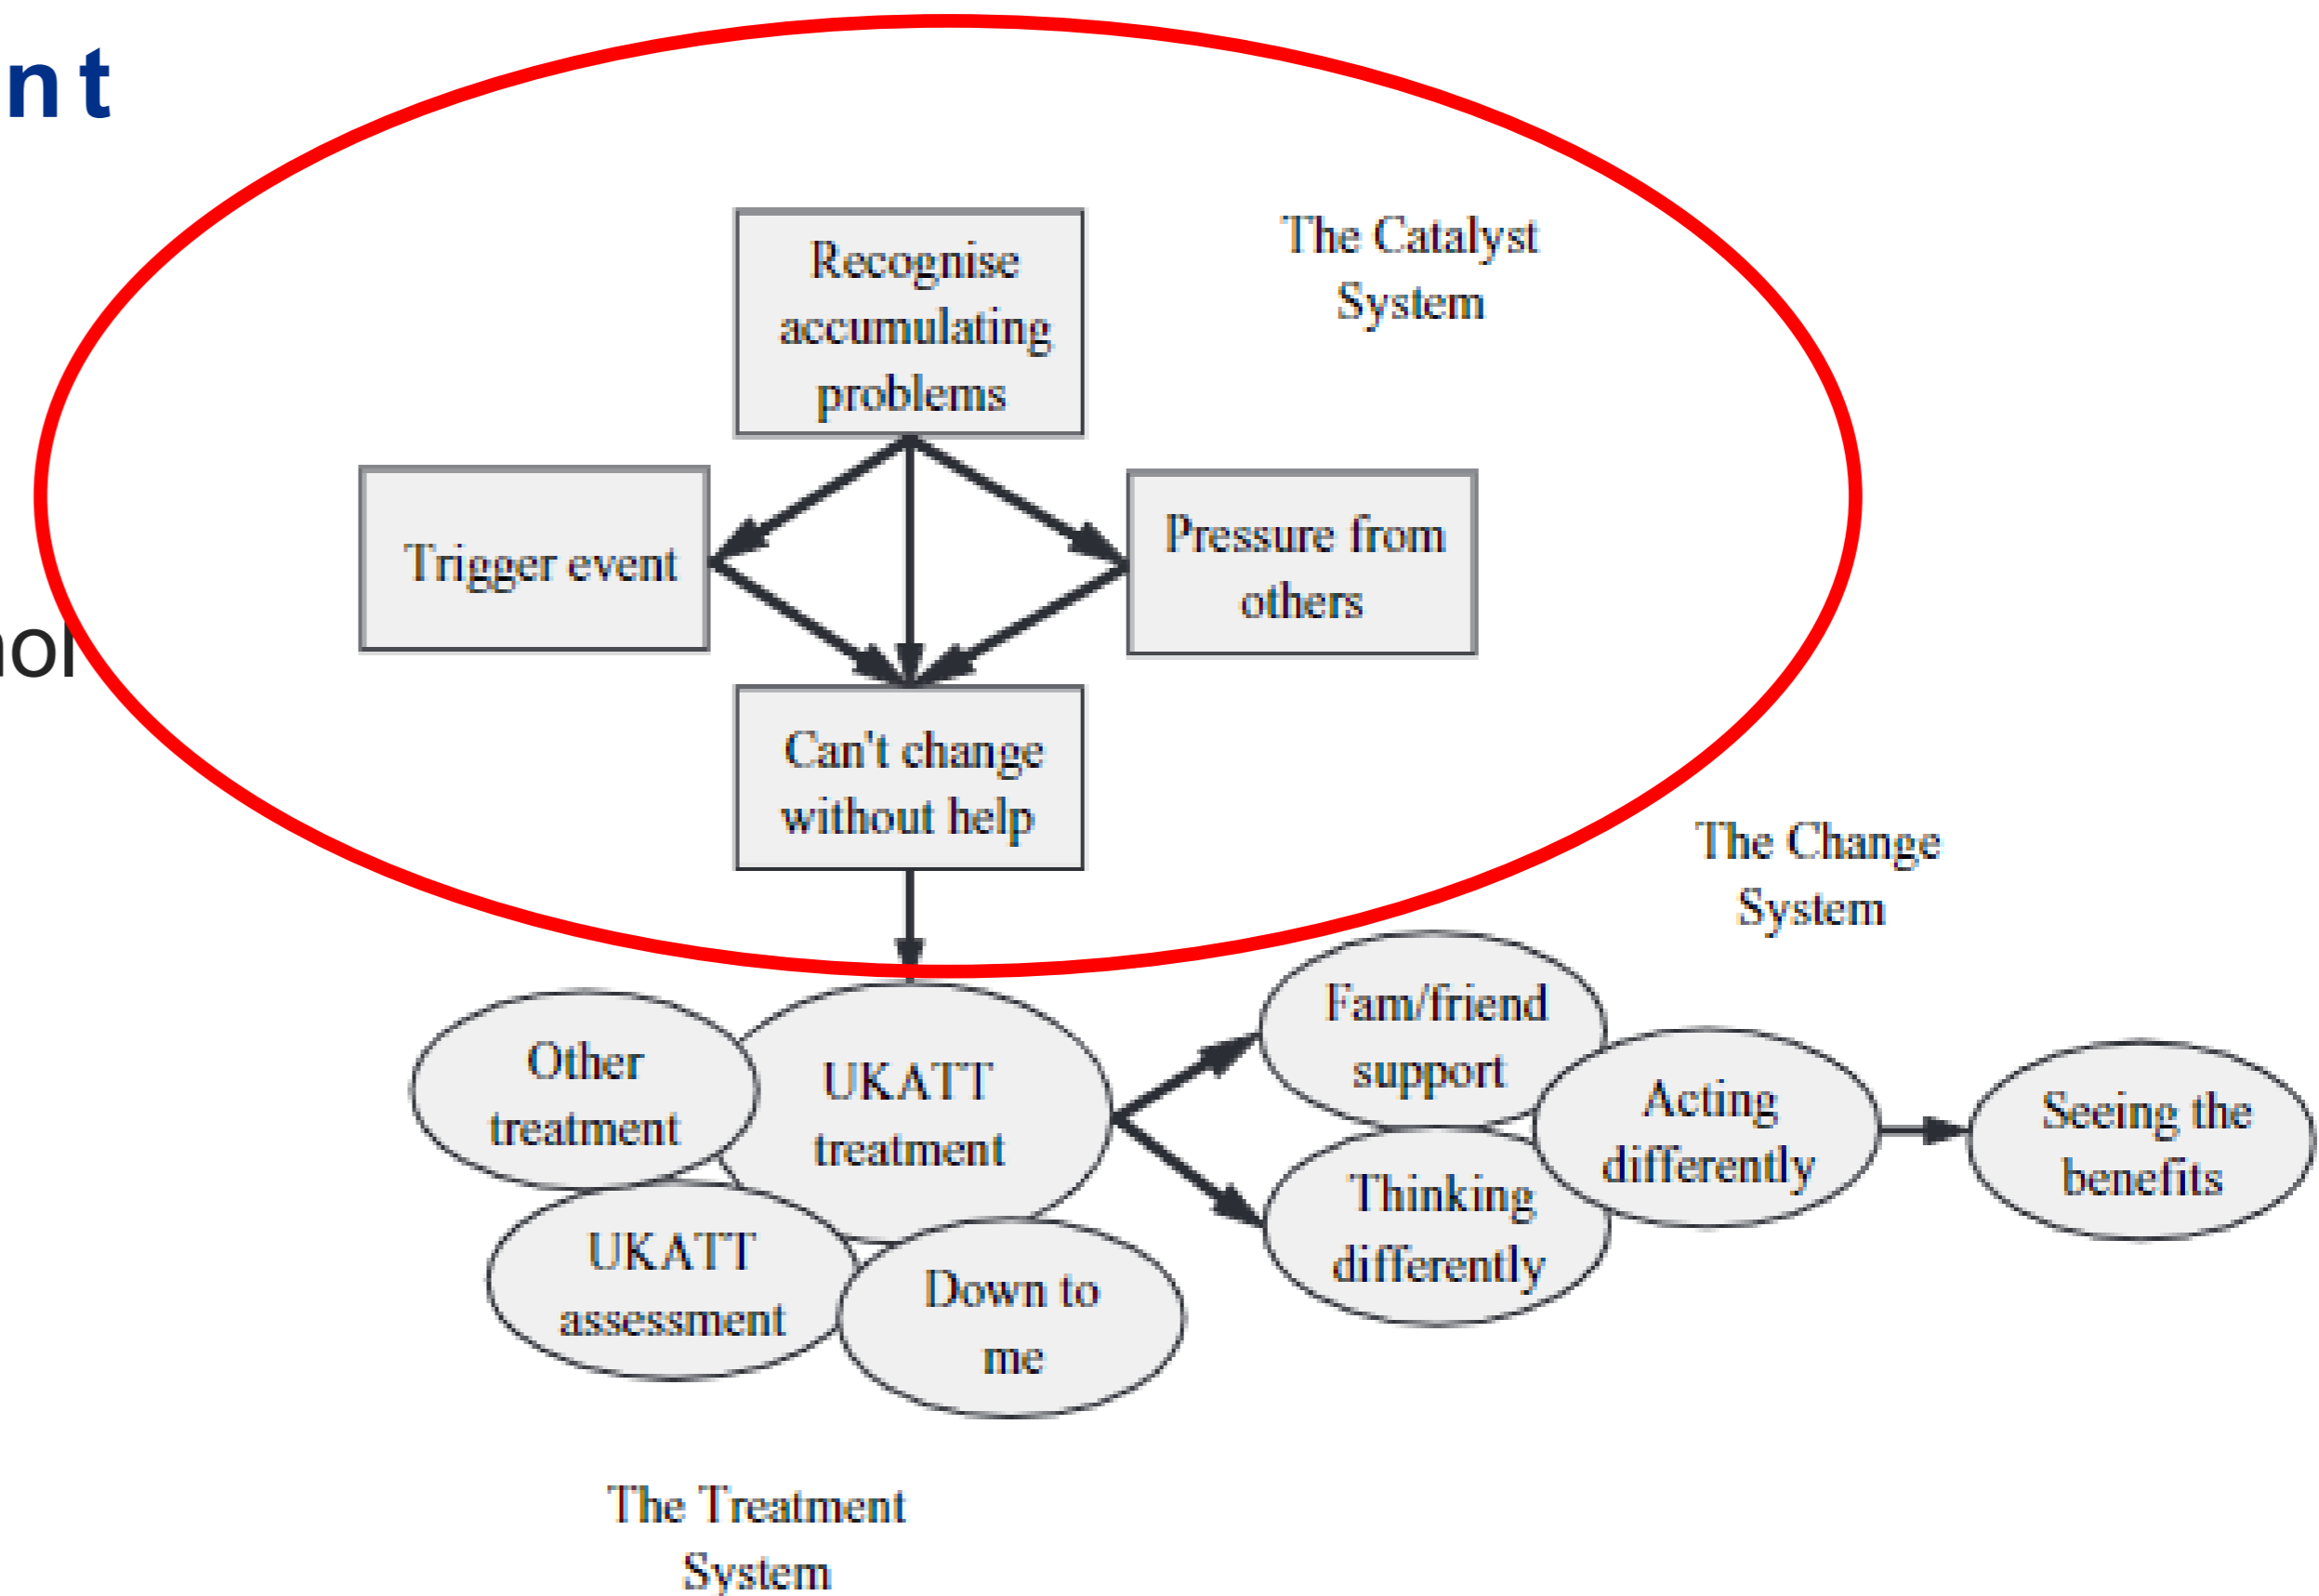 nt
The Catalyst
System
Recognise
accumulating
problems
Trigger event
Pressure from
others
hol
Can't change
without help
The Change
System
Other
treatment
UKATT
treatment
Fam/friend
support
Acting
differently
Seeing the
benefits
UKATT
assessment
Down to
me
Thinking
differently
The Treatment
System